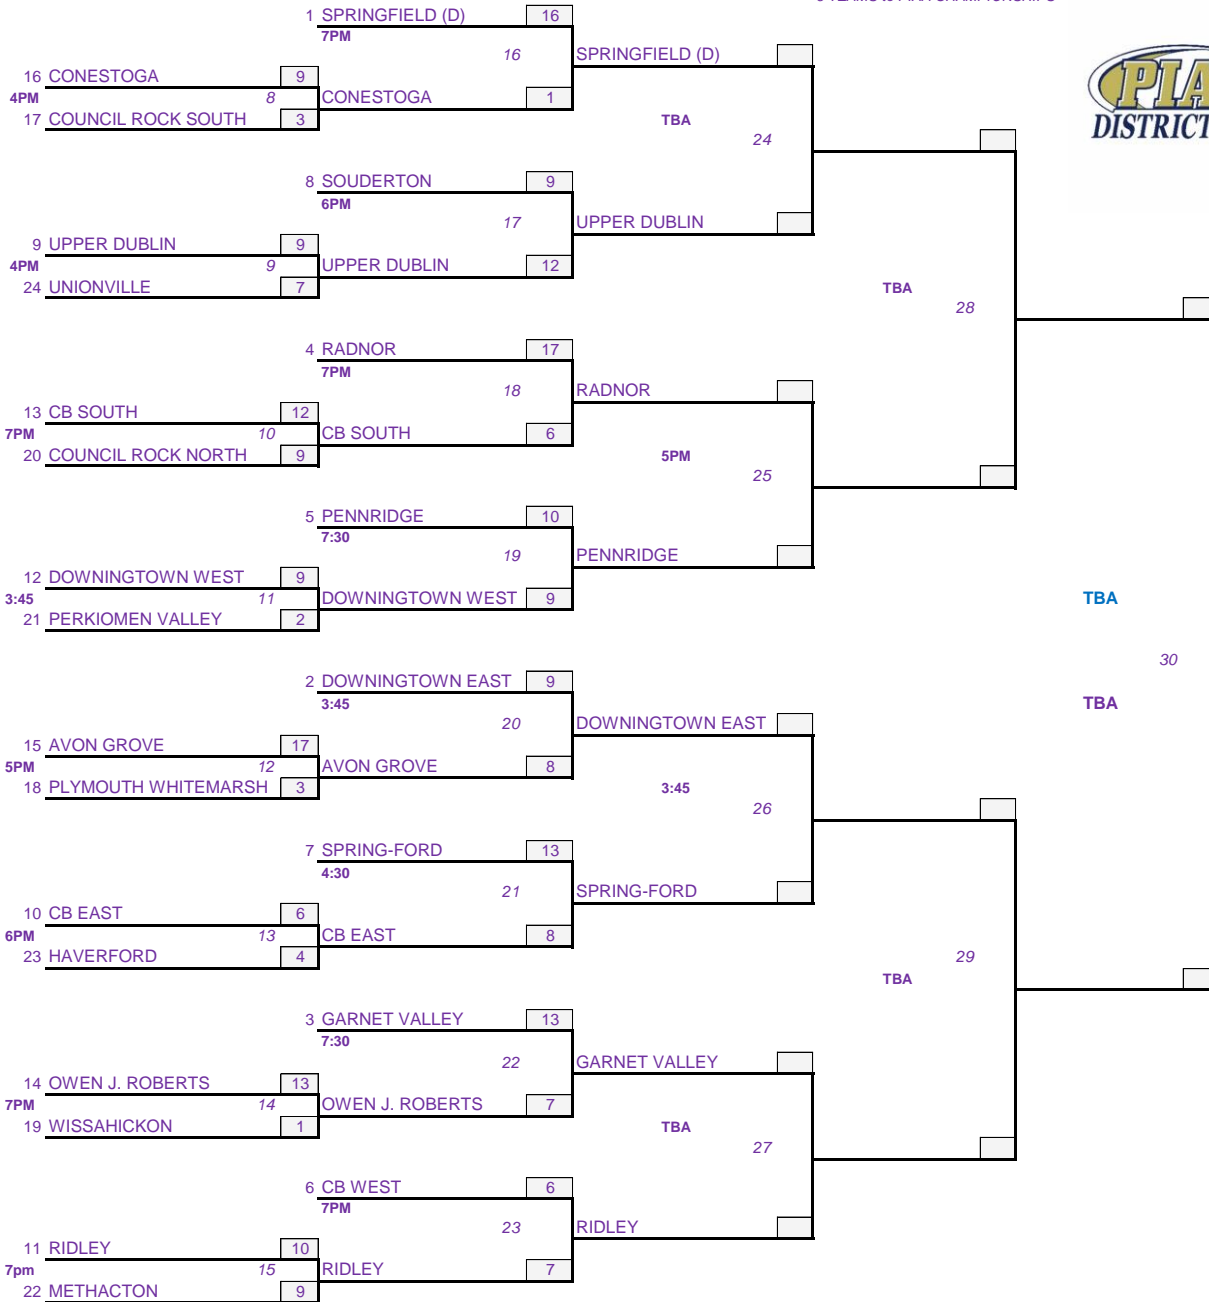 1 SPRINGFIELD (D) 16
7PM
16 SPRINGFIELD (D)
16 CONESTOGA 9
4PM 8 CONESTOGA 1
17 COUNCIL ROCK SOUTH 3
TBA
24
PIA
DISTRICT
8 SOUDERTON 9
6PM
17 UPPER DUBLIN
9 UPPER DUBLIN 9
4PM 9 UPPER DUBLIN 12
24 UNIONVILLE 7
TBA
28
4 RADNOR 17
7PM
18 RADNOR
13 CB SOUTH 12
7PM 10 CB SOUTH 6
20 COUNCIL ROCK NORTH 9
5PM
25
5 PENNRIDGE 10
7:30
19 PENNRIDGE
12 DOWNINGTOWN WEST 9
3:45 11 DOWNINGTOWN WEST 9
21 PERKIOMEN VALLEY 2
TBA
30
TBA
2 DOWNINGTOWN EAST 9
3:45
20 DOWNINGTOWN EAST
15 AVON GROVE 17
5PM 12 AVON GROVE 8
18 PLYMOUTH WHITEMARSH 3
3:45
26
7 SPRING-FORD 13
4:30
21 SPRING-FORD
10 CB EAST 6
6PM 13 CB EAST 8
23 HAVERFORD 4
29
TBA
3 GARNET VALLEY 13
7:30
22 GARNET VALLEY
14 OWEN J. ROBERTS 13
7PM 14 OWEN J. ROBERTS 7
19 WISSAHICKON 1
TBA
27
6 CB WEST 6
7PM
23 RIDLEY
11 RIDLEY 10
7pm 15 RIDLEY 7
22 METHACTON 9